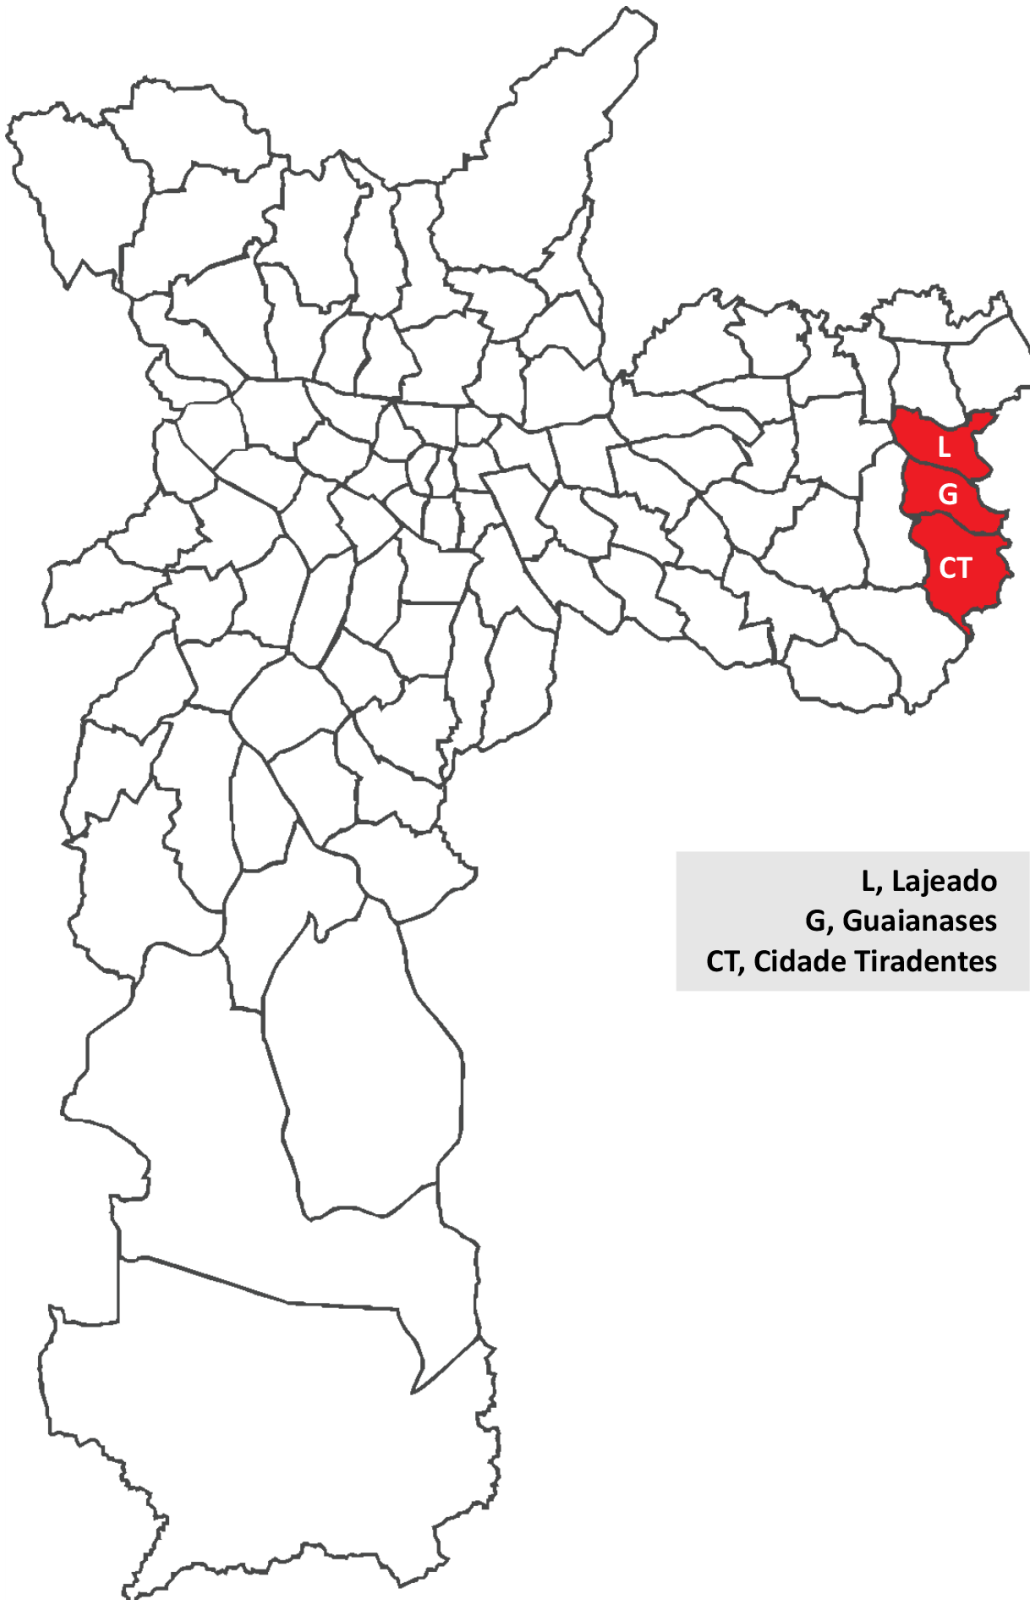 L
G
CT
L, Lajeado
G, Guaianases
CT, Cidade Tiradentes